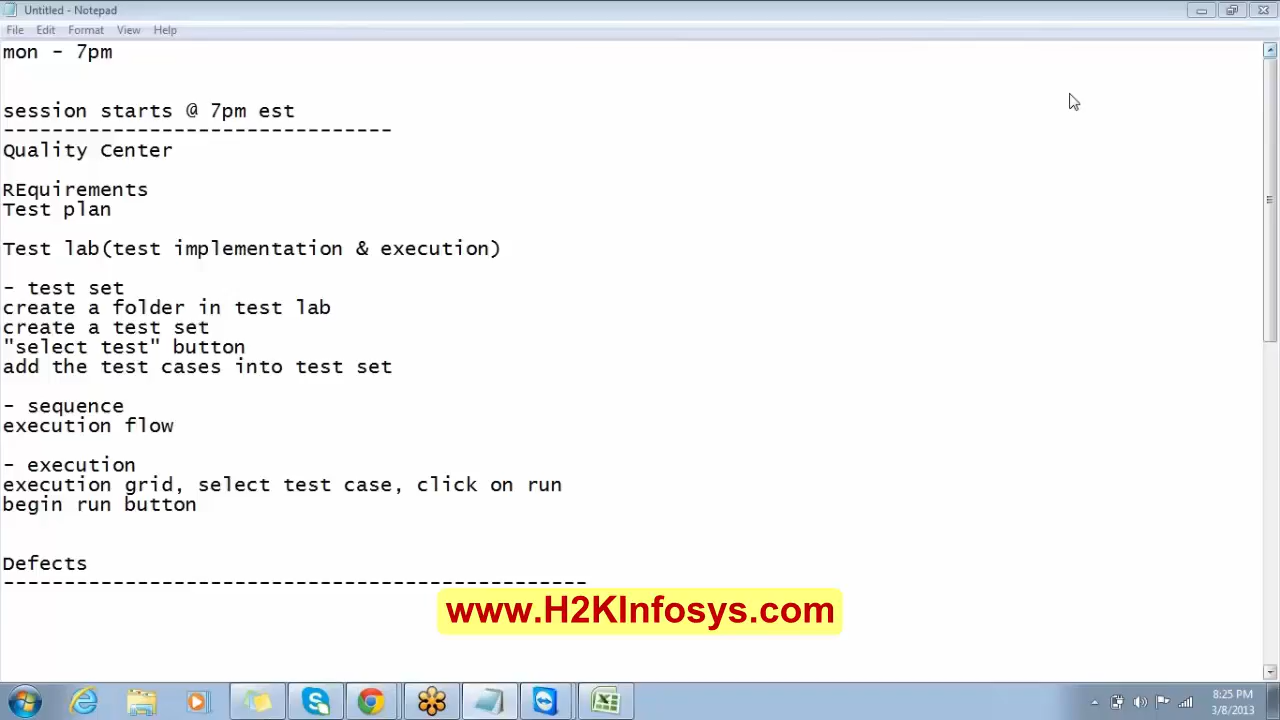 Untitled - Notepad
File Edit Format View Help
mon - 7pm
session starts @ 7pm est
--------------------------------
Quality Center
REquirements
Test plan
Test lab(test implementation & execution)
- test set
create a folder in test lab
create a test set
"select test" button
add the test cases into test set
- sequence
execution flow
- execution
execution grid, select test case, click on run
begin run button
Defects
------------------------------------------------
www.H2KInfosys.com
8:25 PM
3/8/2013